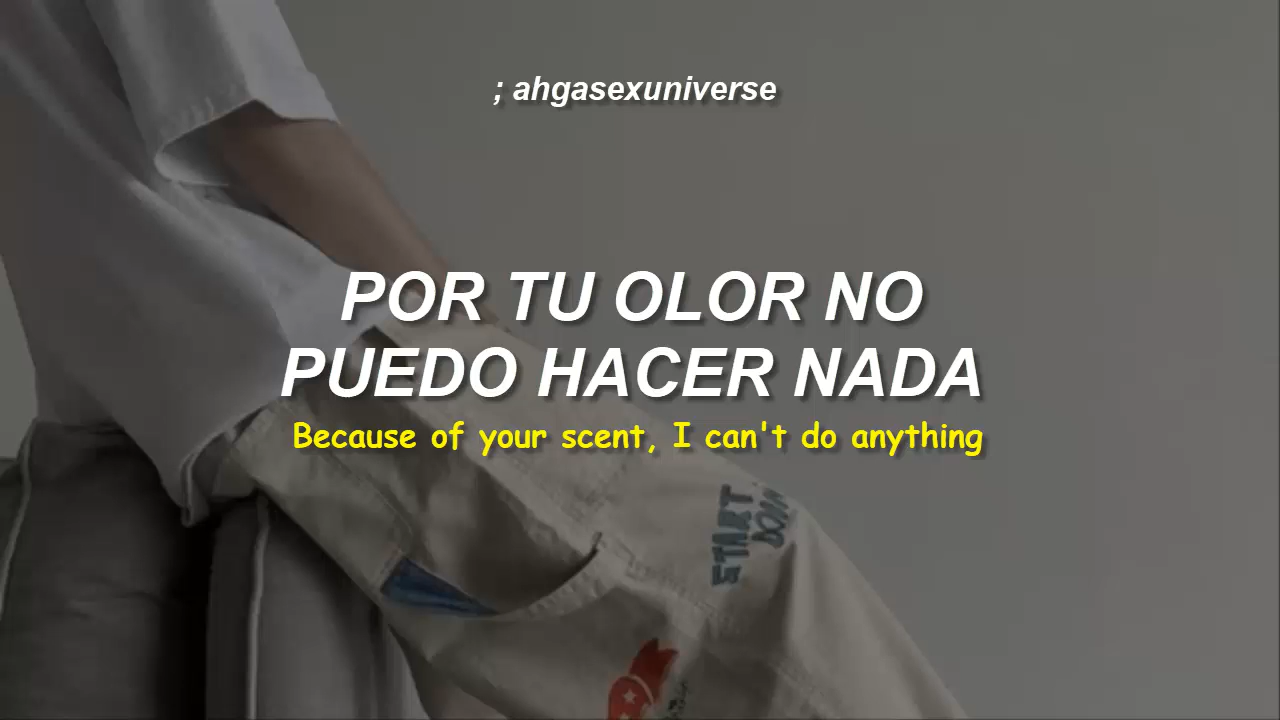 ; ahgasexuniverse
POR TU OLOR NO
PUEDO HACER NADA
Because of your scent, I can't do anything
START